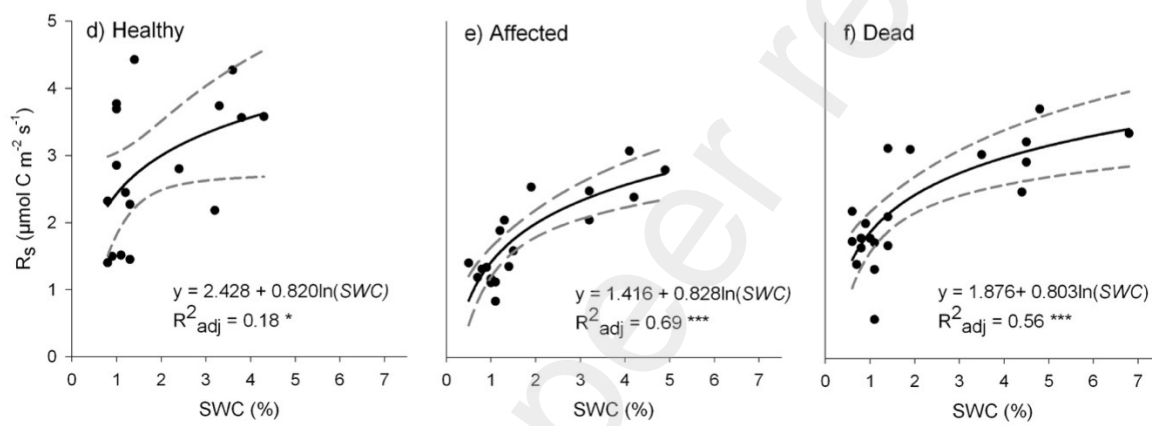 d) Healthy
e) Affected
f) Dead
5
4
3
2
1
0
Rs (µmol C m-2 s-1)
y = 2.428 + 0.820ln(SWC)
R2adj = 0.18 *
y = 1.416 + 0.828ln(SWC)
R2adj = 0.69 ***
y = 1.876+ 0.803ln(SWC)
R2adj = 0.56 ***
0 1 2 3 4 5 6 7
0 1 2 3 4 5 6 7
0 1 2 3 4 5 6 7
SWC (%)
SWC (%)
SWC (%)
peer re